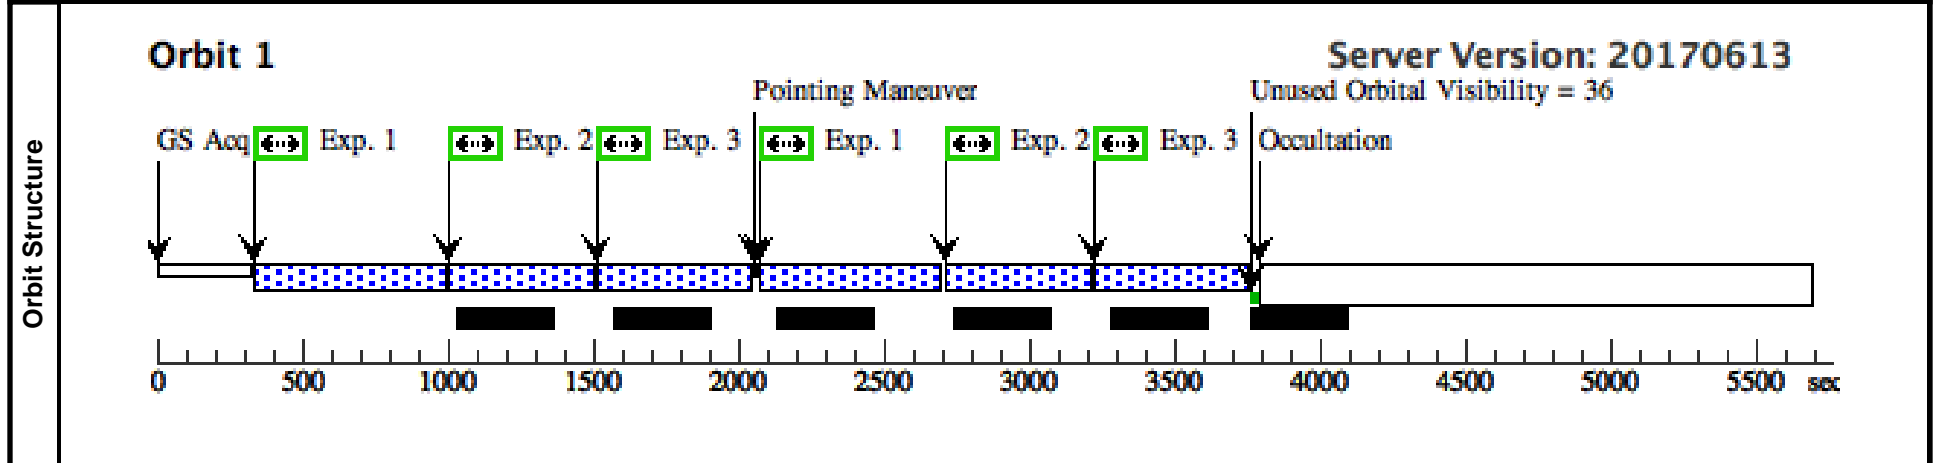 Orbit Structure
Orbit 1
Server Version: 20170613
Pointing Maneuver
Unused Orbital Visibility = 36
GS Acq Exp. 1 Exp. 2 Exp. 3 Exp. 1 Exp. 2 Exp. 3 Occultation
0 500 1000 1500 2000 2500 3000 3500 4000 4500 5000 5500 sec